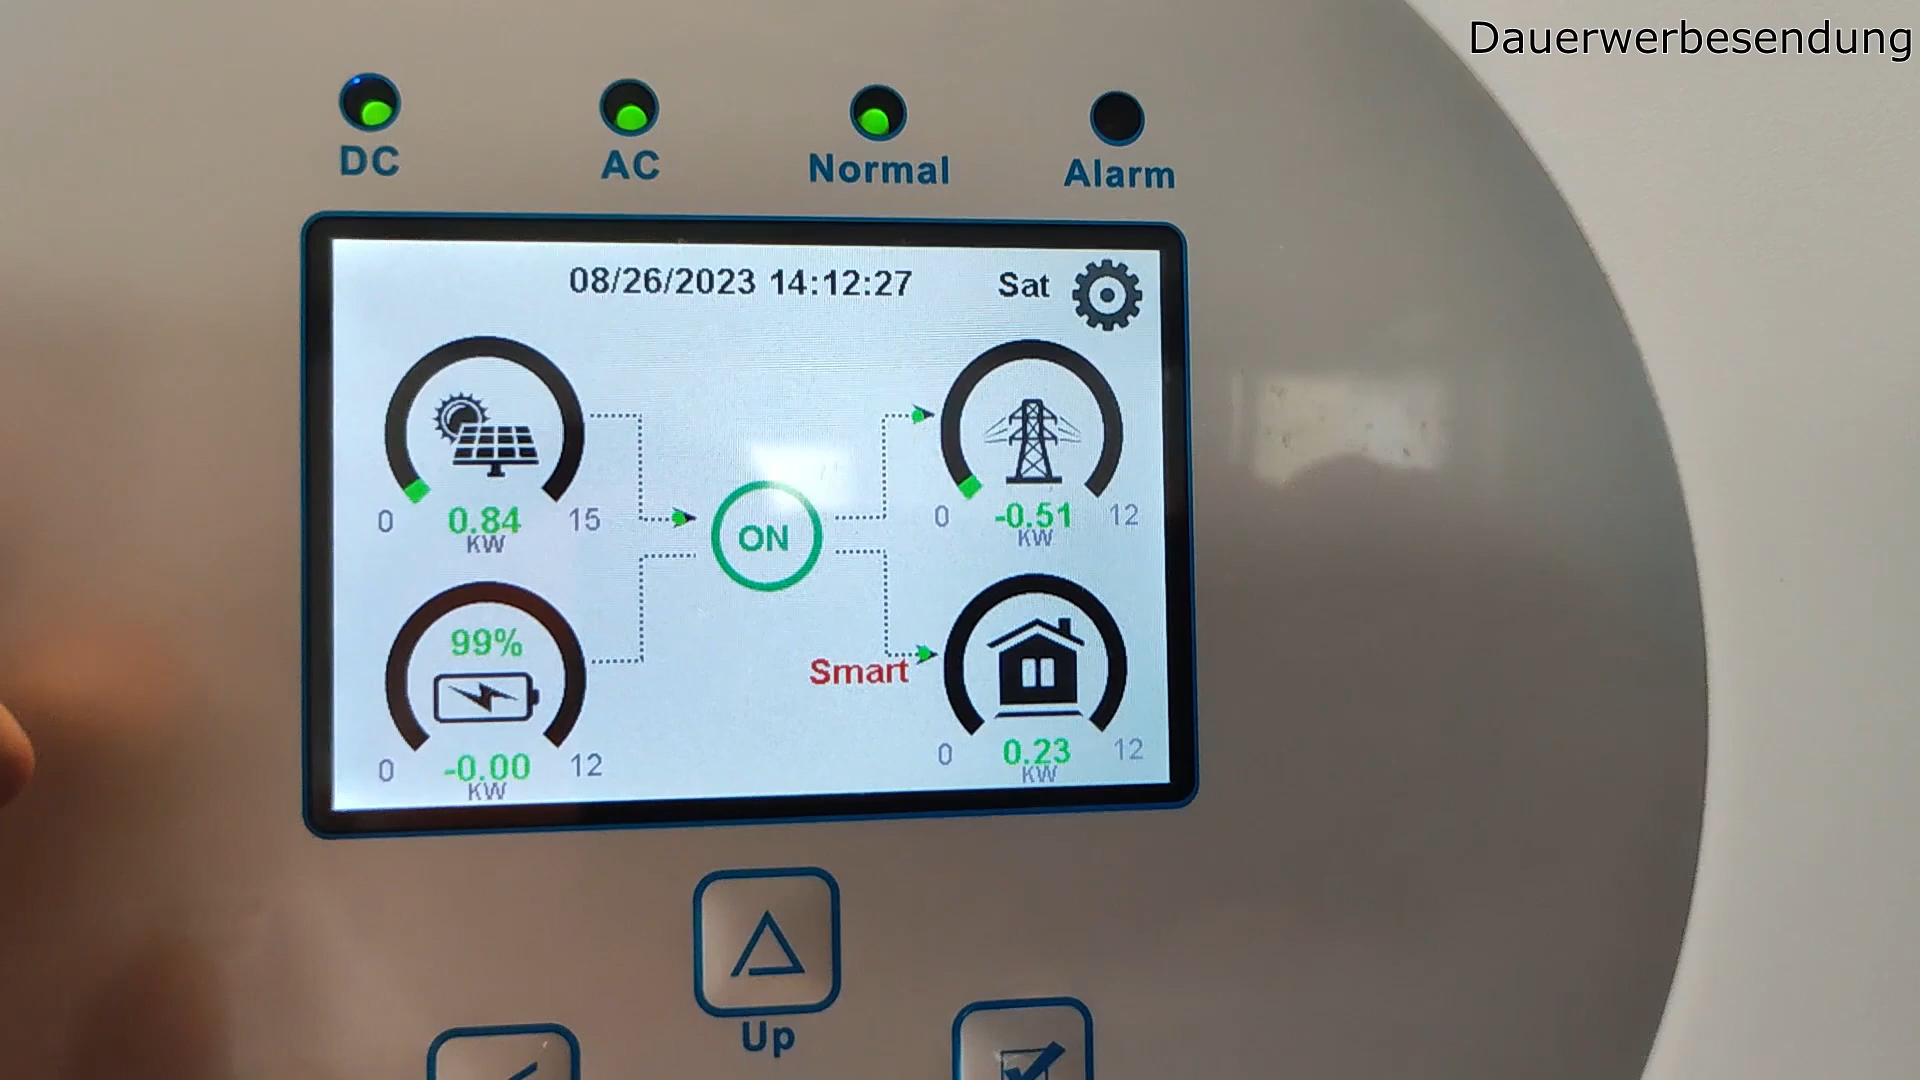 Dauerwerbesendung
DC
AC
Normal
Alarm
08/26/2023 14:12:27 Sat
0 0.84 15
KW
0 -0.51 12
KW
ON
99%
Smart
0 -0.00 12
KW
0 0.23 12
KW
Up